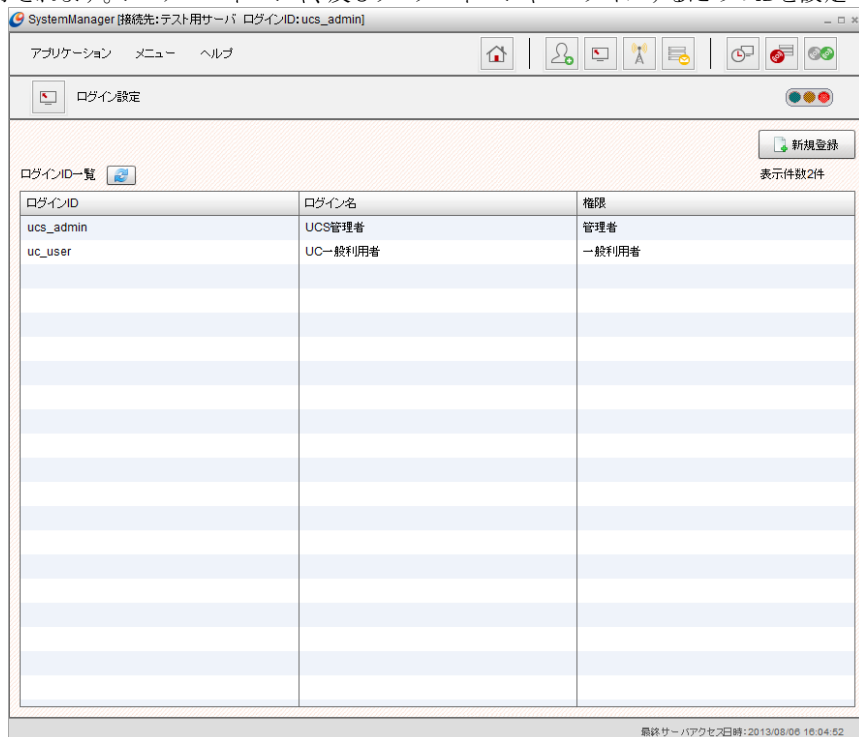 SystemManager [接続先：テスト用サーバ ログインID：ucs_admin]
アプリケーション メニュー ヘルプ
ログイン設定
新規登録
ログインID一覧
表示件数2件
ログインID ログイン名 権限
ucs_admin UCS管理者 管理者
uc_user UC一般利用者 一般利用者
最終サーバアクセス日時：2013/08/06 16:04:52